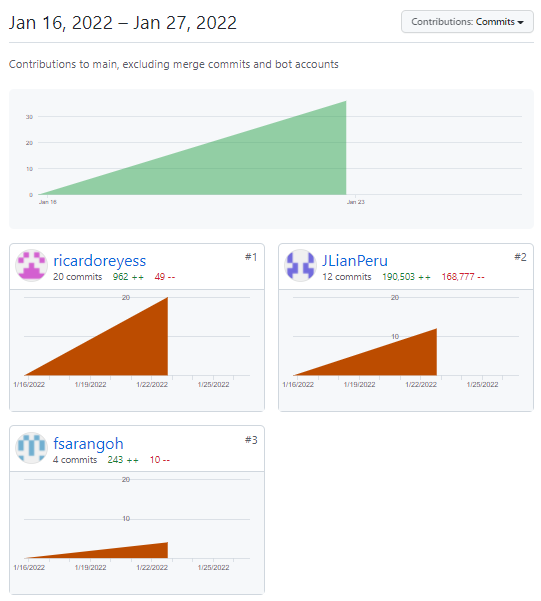 Jan 16, 2022 – Jan 27, 2022
Contributions: Commits
Contributions to main, excluding merge commits and bot accounts
30
20
10
0
Jan 16
Jan 23
ricardoreyess
#1
20 commits 962 ++ 49 --
20
1/16/2022 1/19/2022 1/22/2022 1/25/2022
JLianPeru
#2
12 commits 190,503 ++ 168,777 --
20
10
1/16/2022 1/19/2022 1/22/2022 1/25/2022
fsarangoh
#3
4 commits 243 ++ 10 --
20
10
1/16/2022 1/19/2022 1/22/2022 1/25/2022